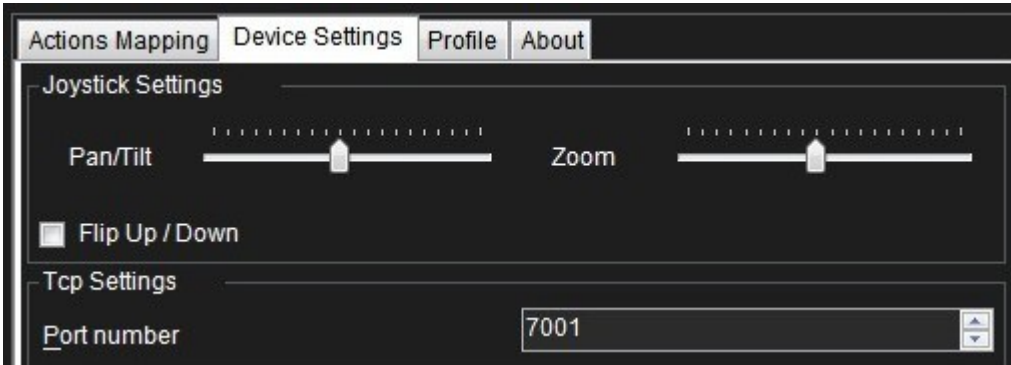 Actions Mapping Device Settings Profile About
Joystick Settings
Pan/Tilt Zoom
Flip Up / Down
Tcp Settings
Port number 7001